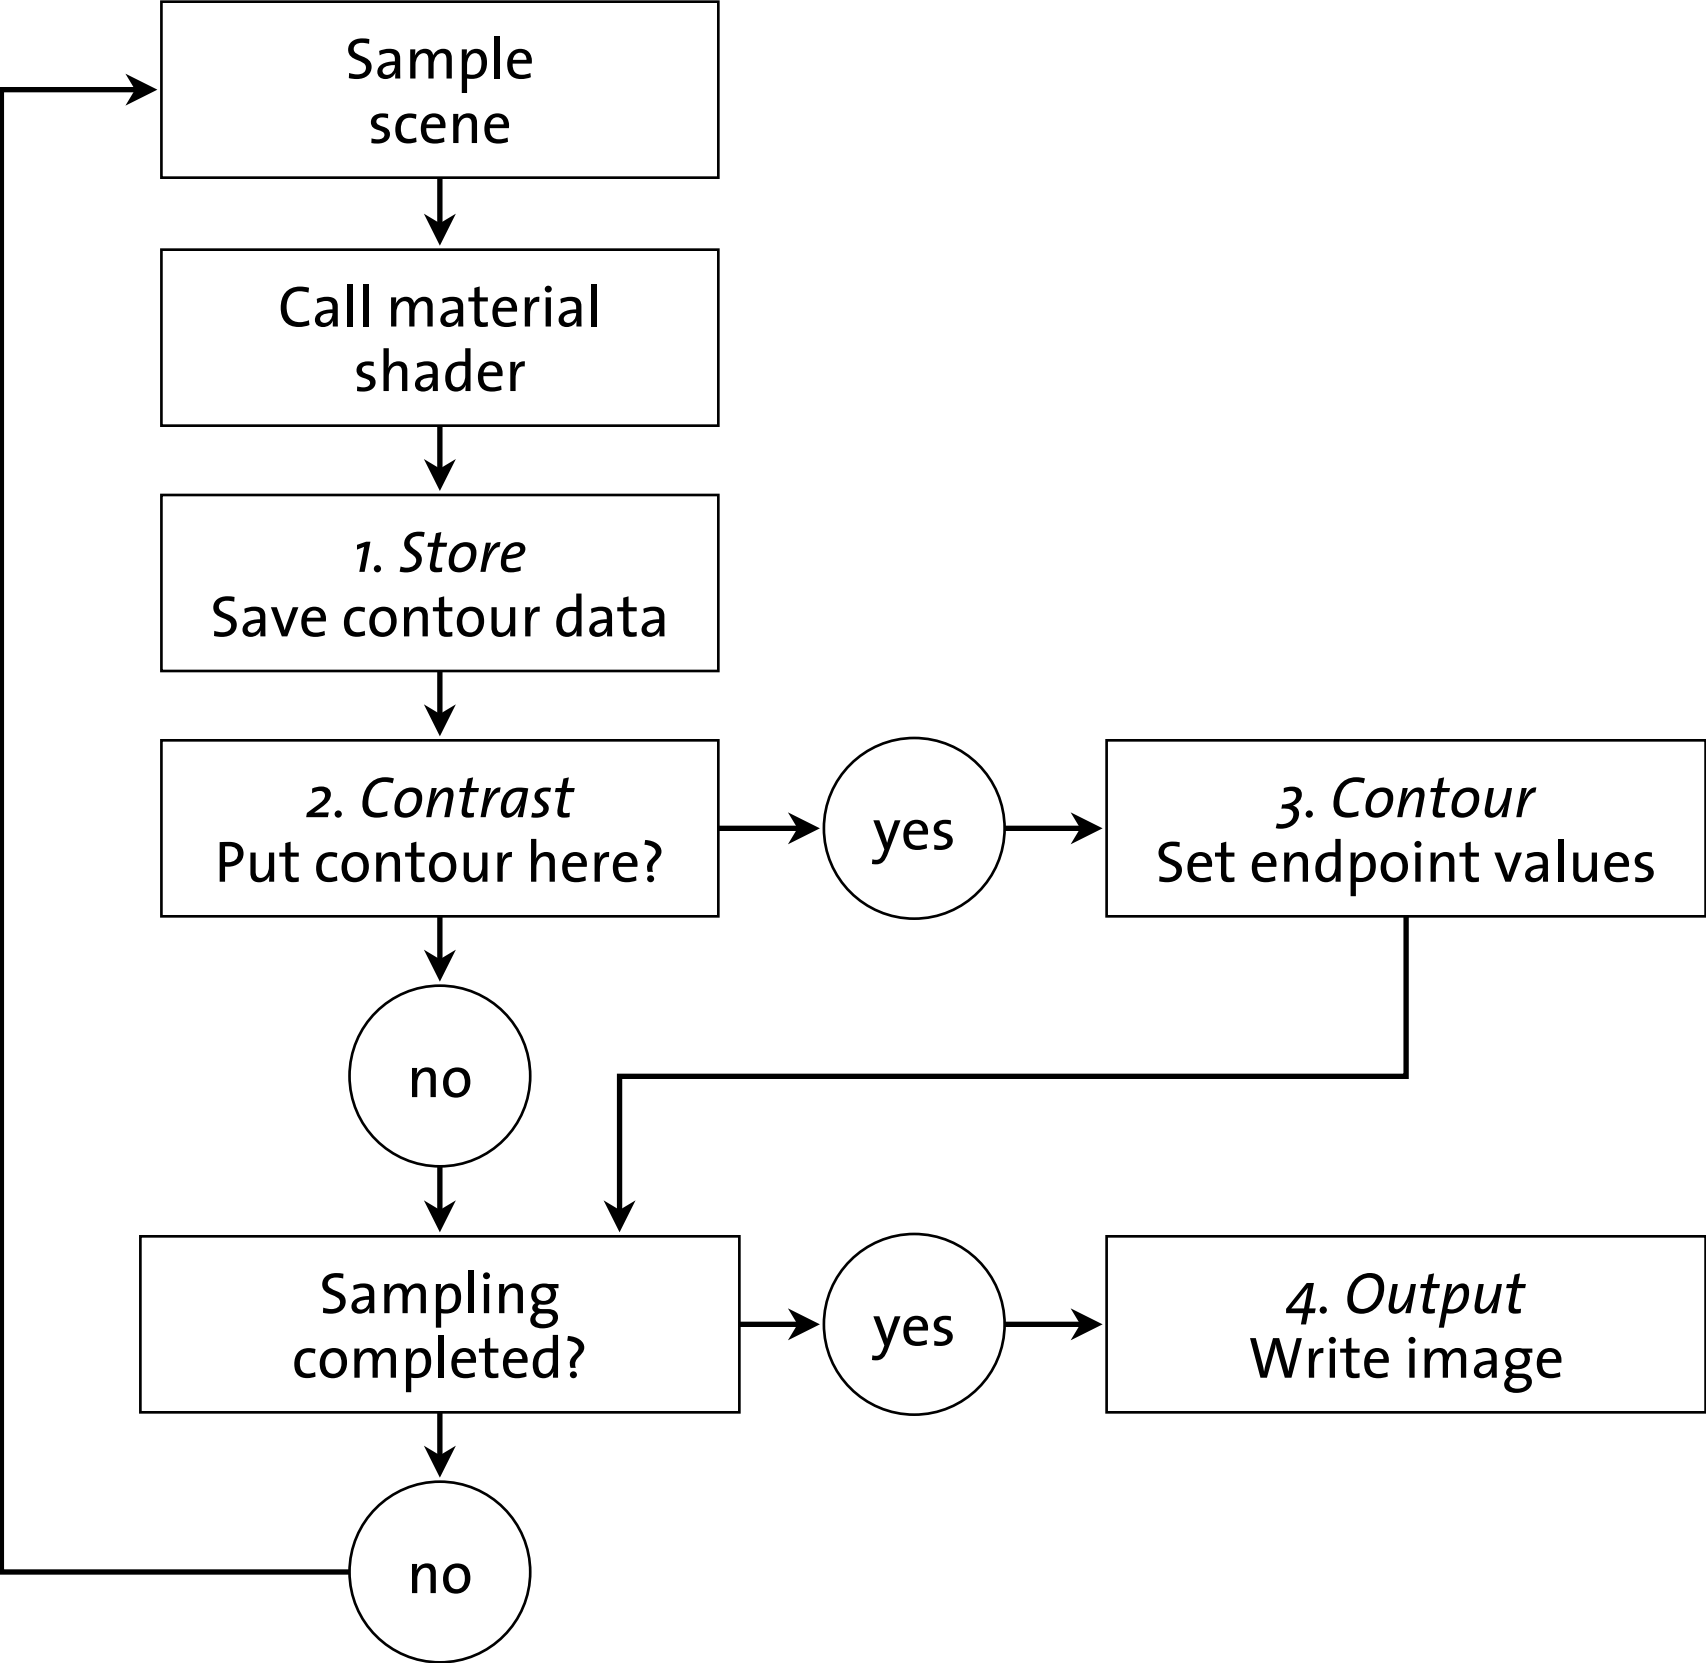 Sample
scene
Call material
shader
1. Store
Save contour data
2. Contrast
Put contour here?
yes
3. Contour
Set endpoint values
no
Sampling
completed?
yes
4. Output
Write image
no